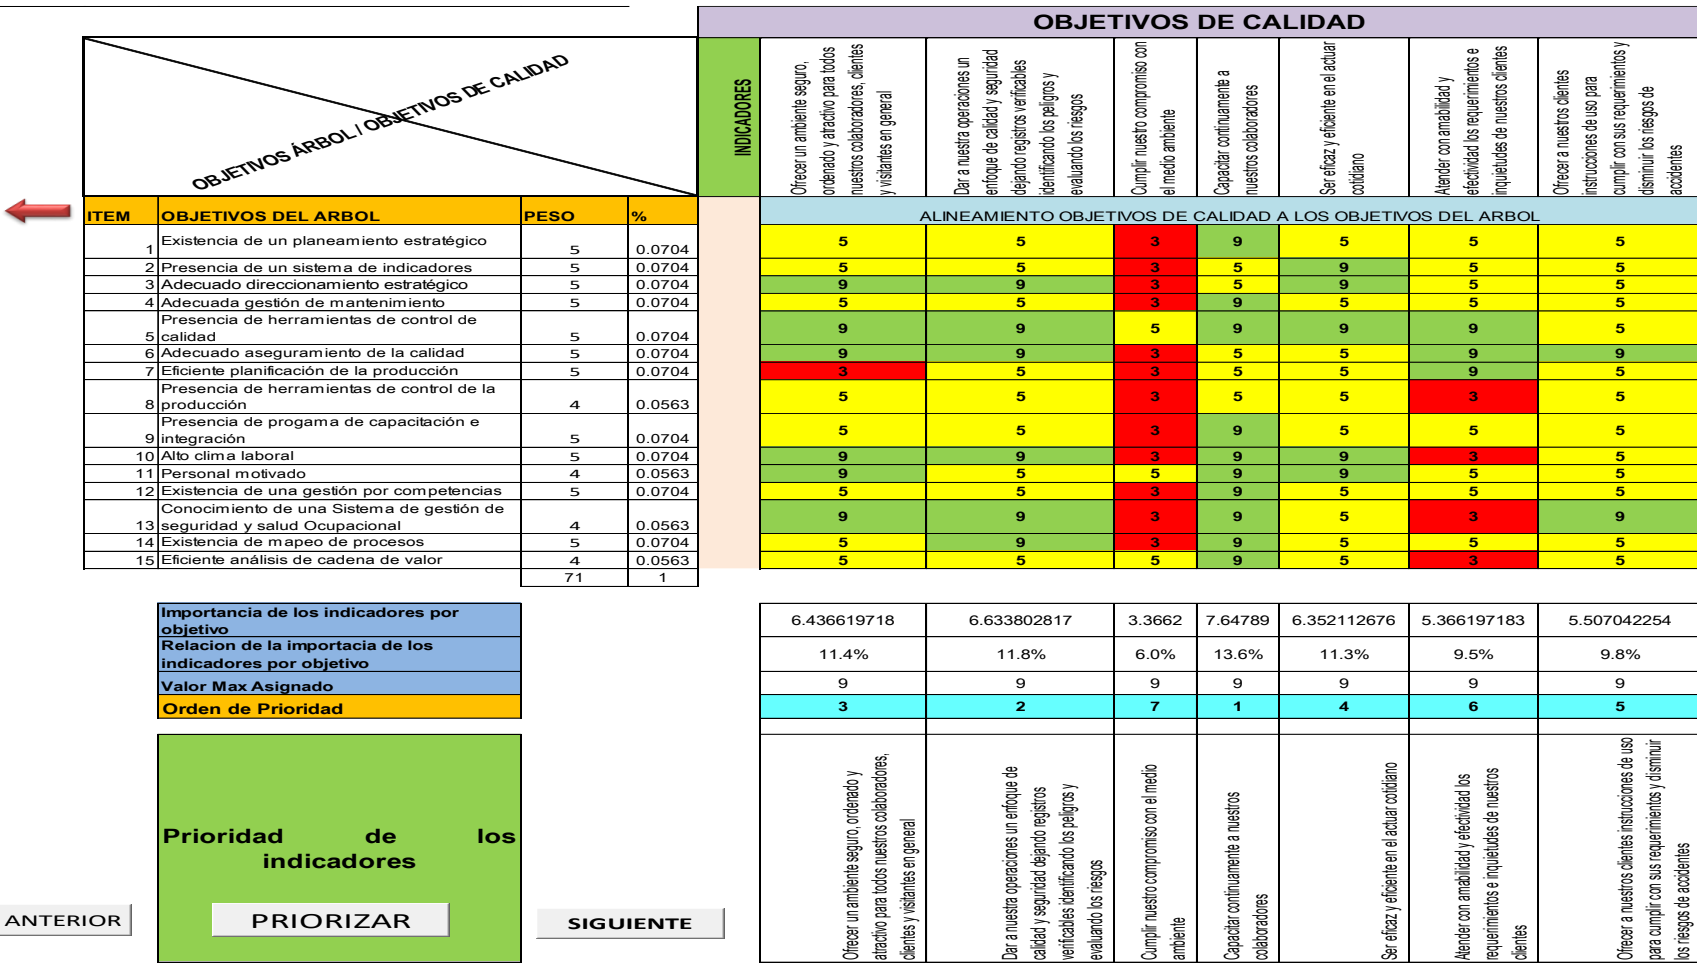 OBJETIVOS DE CALIDAD
OBJETIVOS ÁRBOL / OBJETIVOS DE CALIDAD
INDICADORES
Ofrecer un ambiente seguro,
ordenado y atractivo para todos
nuestros colaboradores, clientes
y visitantes en general
Dar a nuestra operaciones un
enfoque de calidad y seguridad
dejando registros verificables
identificando los peligros y
evaluando los riesgos
Cumplir nuestro compromiso con
el medio ambiente
Capacitar continuamente a
nuestros colaboradores
Ser eficaz y eficiente en el actuar
cotidiano
Atender con amabilidad y
efectividad los requerimientos e
inquietudes de nuestros clientes
Ofrecer a nuestros clientes
instrucciones de uso para
cumplir con sus requerimientos y
disminuir los riesgos de
accidentes
ITEM OBJETIVOS DEL ARBOL PESO % ALINEAMIENTO OBJETIVOS DE CALIDAD A LOS OBJETIVOS DEL ARBOL
1 Existencia de un planeamiento estratégico 5 0.0704 5 5 3 9 5 5 5
2 Presencia de un sistema de indicadores 5 0.0704 5 5 3 5 9 5 5
3 Adecuado direccionamiento estratégico 5 0.0704 9 9 3 5 9 5 5
4 Adecuada gestión de mantenimiento 5 0.0704 5 5 3 9 5 5 5
Presencia de herramientas de control de
5 calidad 5 0.0704 9 9 5 9 9 9 5
6 Adecuado aseguramiento de la calidad 5 0.0704 9 9 3 5 5 9 9
7 Eficiente planificación de la producción 5 0.0704 3 5 3 5 5 9 5
Presencia de herramientas de control de la
8 producción 4 0.0563 5 5 3 5 5 3 5
Presencia de progama de capacitación e
9 integración 5 0.0704 5 5 3 9 5 5 5
10 Alto clima laboral 5 0.0704 9 9 3 9 9 3 5
11 Personal motivado 4 0.0563 9 5 5 9 9 5 5
12 Existencia de una gestión por competencias 5 0.0704 5 5 3 9 5 5 5
Conocimiento de una Sistema de gestión de
13 seguridad y salud Ocupacional 4 0.0563 9 9 3 9 5 3 9
14 Existencia de mapeo de procesos 5 0.0704 5 9 3 9 5 5 5
15 Eficiente análisis de cadena de valor 4 0.0563 5 5 5 9 5 3 5
71 1
Importancia de los indicadores por
objetivo 6.436619718 6.633802817 3.3662 7.64789 6.352112676 5.366197183 5.507042254
Relacion de la importacia de los
indicadores por objetivo 11.4% 11.8% 6.0% 13.6% 11.3% 9.5% 9.8%
Valor Max Asignado 9 9 9 9 9 9 9
Orden de Prioridad 3 2 7 1 4 6 5
Prioridad de los
indicadores
PRIORIZAR
ANTERIOR
SIGUIENTE
Ofrecer un ambiente seguro, ordenado y
atractivo para todos nuestros colaboradores,
clientes y visitantes en general
Dar a nuestra operaciones un enfoque de
calidad y seguridad dejando registros
verificables identificando los peligros y
evaluando los riesgos
Cumplir nuestro compromiso con el medio
ambiente
Capacitar continuamente a nuestros
colaboradores
Ser eficaz y eficiente en el actuar cotidiano
Atender con amabilidad y efectividad los
requerimientos e inquietudes de nuestros
clientes
Ofrecer a nuestros clientes instrucciones de uso
para cumplir con sus requerimientos y disminuir
los riesgos de accidentes